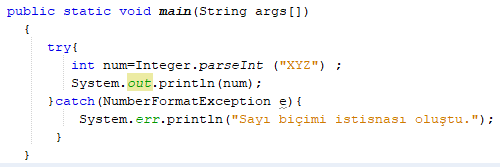 public static void main(String args[])
{
try{
int num=Integer.parseInt ("XYZ") ;
System.out.println(num);
}catch(NumberFormatException e){
System.err.println("Sayı biçimi istisnası oluştu.");
}
}